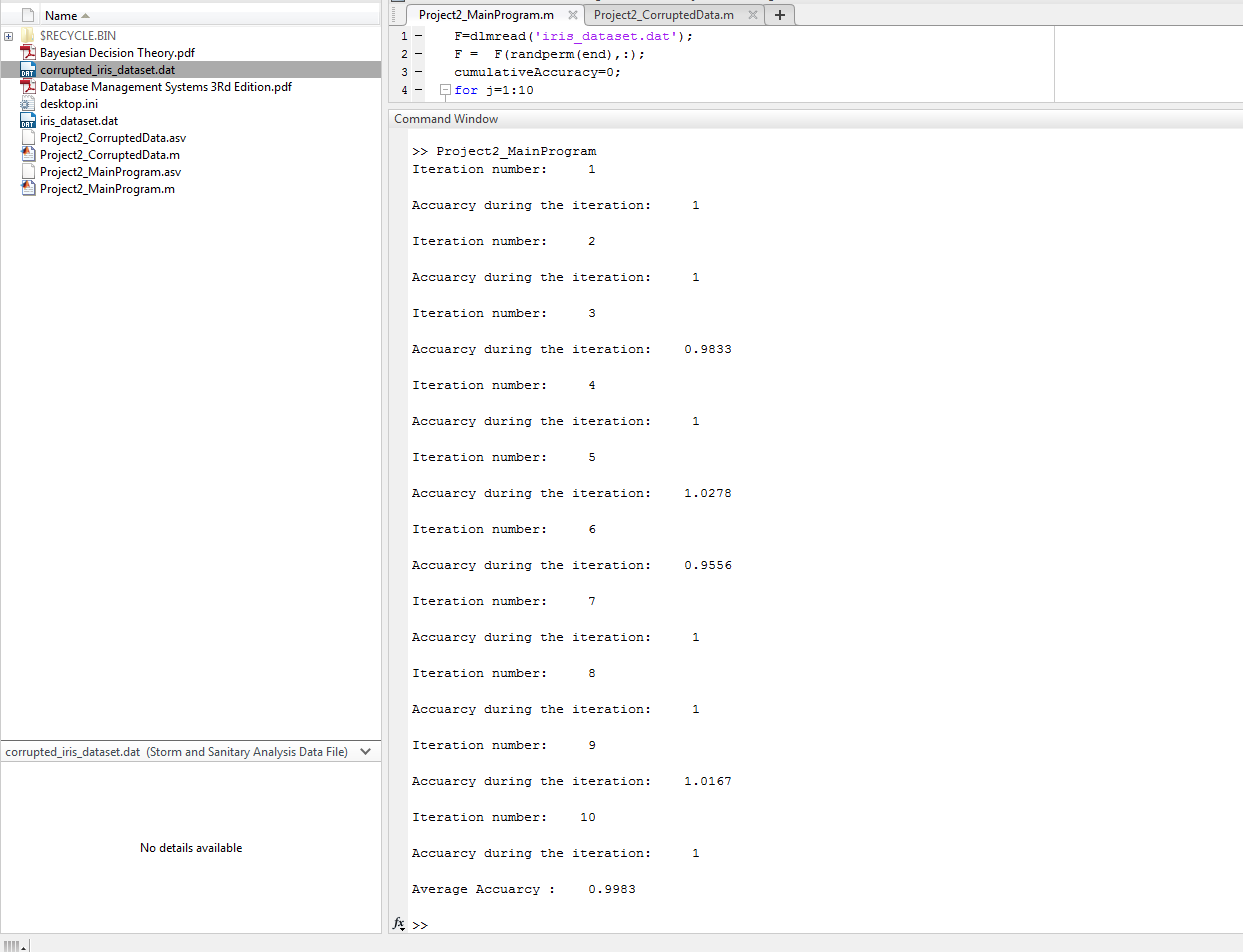 Name
$RECYCLE.BIN
Bayesian Decision Theory.pdf
corrupted_iris_dataset.dat
Database Management Systems 3Rd Edition.pdf
desktop.ini
iris_dataset.dat
Project2_CorruptedData.asv
Project2_CorruptedData.m
Project2_MainProgram.asv
Project2_MainProgram.m
corrupted_iris_dataset.dat (Storm and Sanitary Analysis Data File)
No details available
Project2_MainProgram.m Project2_CorruptedData.m
1 F=dlmread('iris_dataset.dat');
2 F = F(randperm(end),:);
3 cumulativeAccuracy=0;
4 for j=1:10
Command Window
>> Project2_MainProgram
Iteration number: 1
Accuarcy during the iteration: 1
Iteration number: 2
Accuarcy during the iteration: 1
Iteration number: 3
Accuarcy during the iteration: 0.9833
Iteration number: 4
Accuarcy during the iteration: 1
Iteration number: 5
Accuarcy during the iteration: 1.0278
Iteration number: 6
Accuarcy during the iteration: 0.9556
Iteration number: 7
Accuarcy during the iteration: 1
Iteration number: 8
Accuarcy during the iteration: 1
Iteration number: 9
Accuarcy during the iteration: 1.0167
Iteration number: 10
Accuarcy during the iteration: 1
Average Accuarcy : 0.9983
fx >>